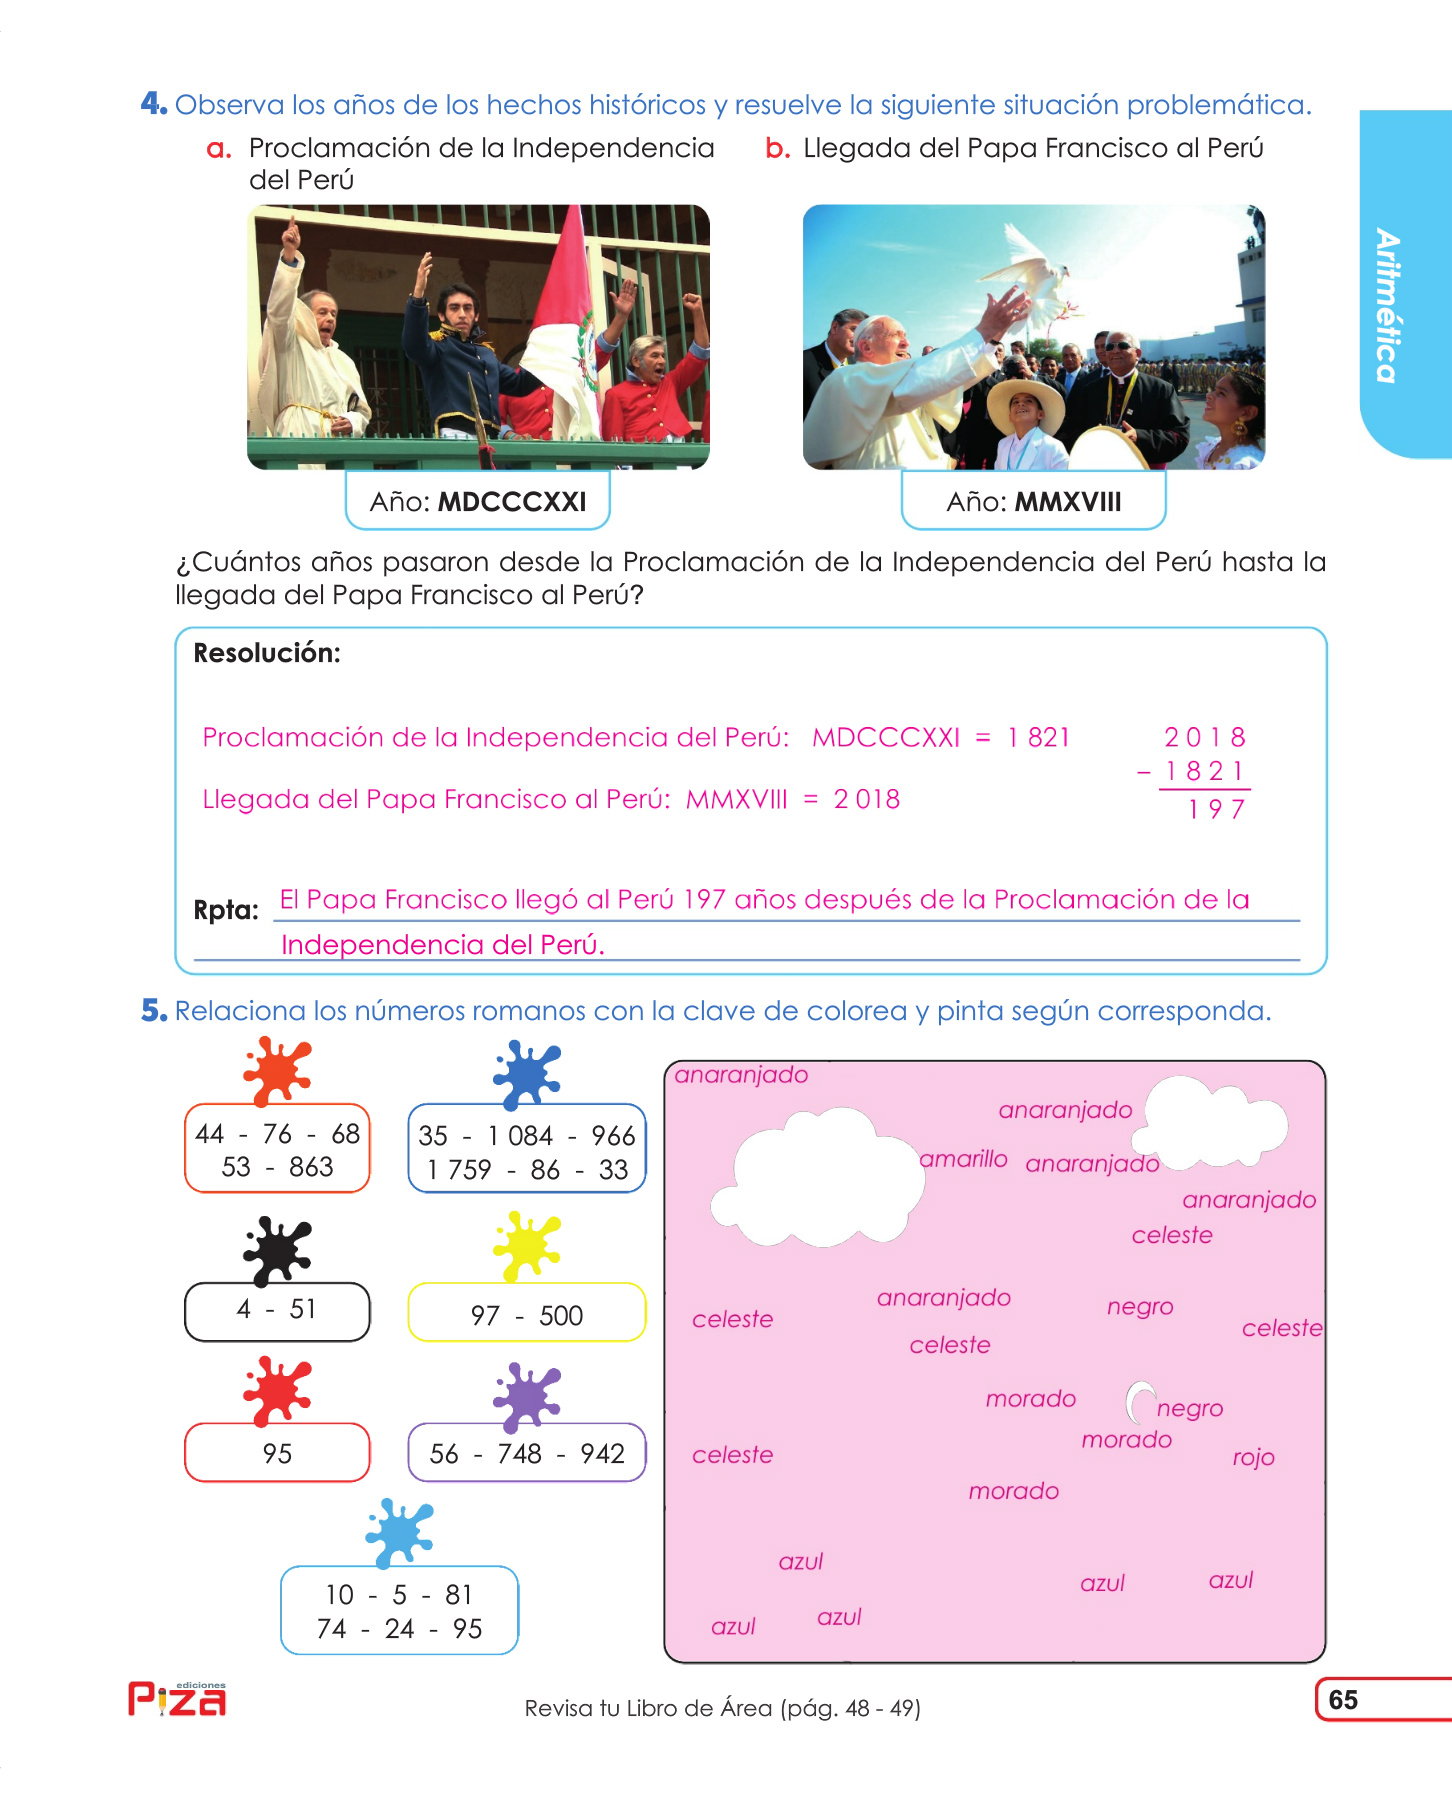 4. Observa los años de los hechos históricos y resuelve la siguiente situación problemática.
a. Proclamación de la Independencia
del Perú
b. Llegada del Papa Francisco al Perú
Aritmética
Año: MDCCCXXI
Año: MMXVIII
¿Cuántos años pasaron desde la Proclamación de la Independencia del Perú hasta la
llegada del Papa Francisco al Perú?
Resolución:
Proclamación de la Independencia del Perú: MDCCCXXI = 1 821
Llegada del Papa Francisco al Perú: MMXVIII = 2 018
2 0 1 8
– 1 8 2 1
1 9 7
Rpta: El Papa Francisco llegó al Perú 197 años después de la Proclamación de la
Independencia del Perú.
5. Relaciona los números romanos con la clave de colorea y pinta según corresponda.
44 - 76 - 68
53 - 863
35 - 1 084 - 966
1 759 - 86 - 33
4 - 51
97 - 500
95
56 - 748 - 942
10 - 5 - 81
74 - 24 - 95
anaranjado
anaranjado
amarillo
anaranjado
anaranjado
celeste
anaranjado
negro
celeste
celeste
celeste
morado
negro
morado
celeste
rojo
morado
azul
azul
azul
azul
azul
ediciones
PIZA
Revisa tu Libro de Área (pág. 48 - 49)
65